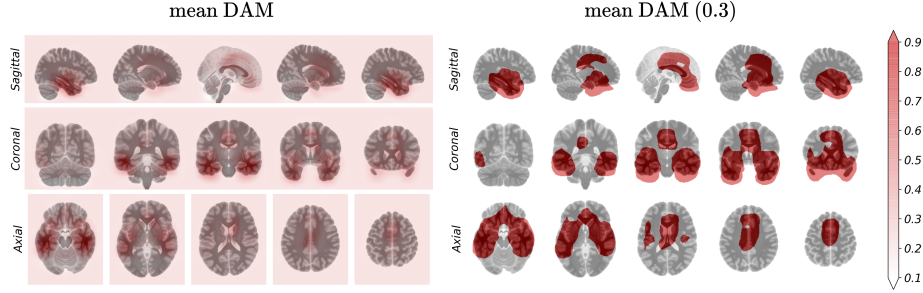 mean DAM
mean DAM (0.3)
Sagittal
Coronal
Axial
Sagittal
Coronal
Axial
0.9
0.8
0.7
0.6
0.5
0.4
0.3
0.2
0.1